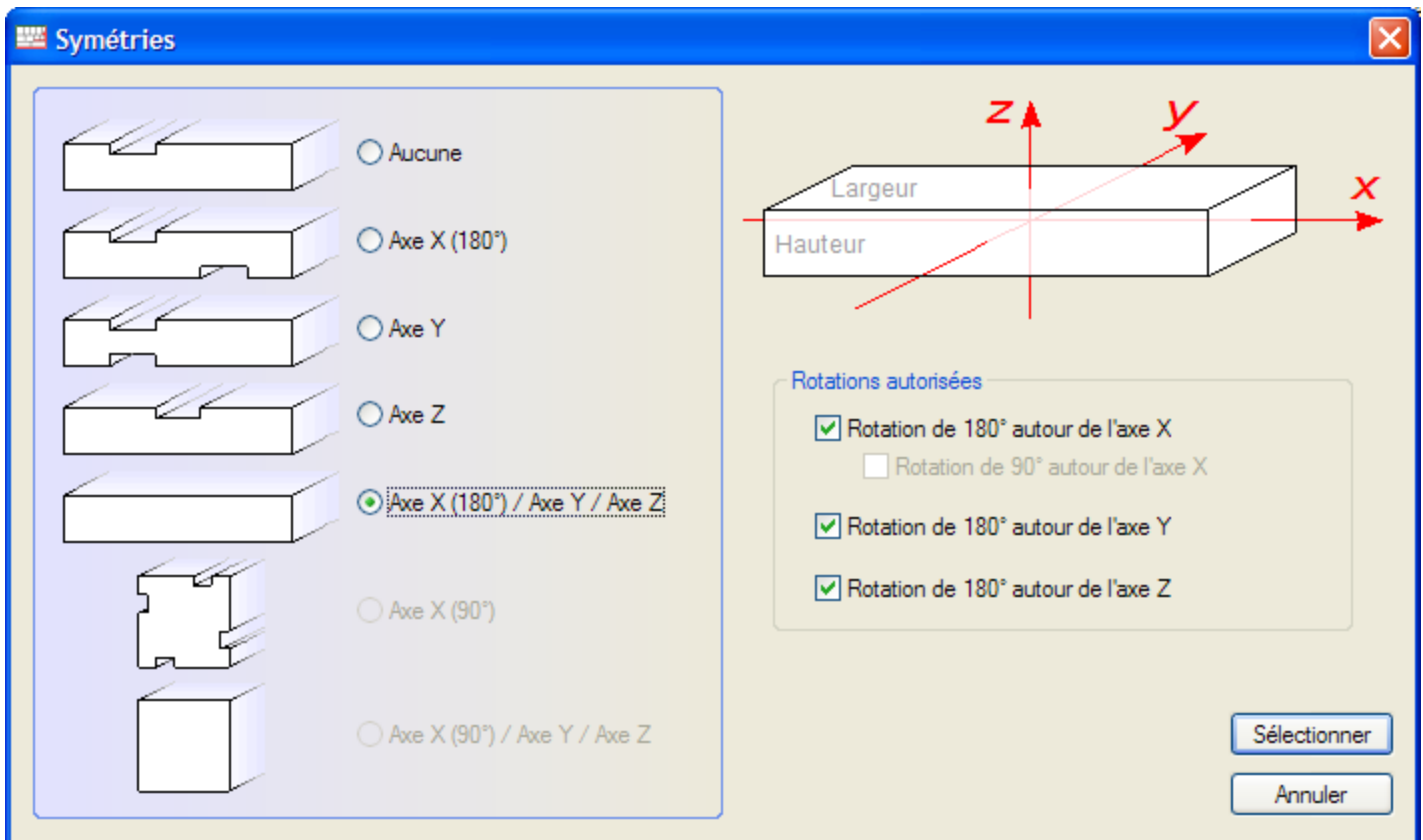 Symétries
Aucune
Axe X (180°)
Axe Y
Axe Z
Axe X (180°) / Axe Y / Axe Z
Axe X (90°)
Axe X (90°) / Axe Y / Axe Z
z
y
x
Largeur
Hauteur
Rotations autorisées
Rotation de 180° autour de l'axe X
Rotation de 90° autour de l'axe X
Rotation de 180° autour de l'axe Y
Rotation de 180° autour de l'axe Z
Sélectionner
Annuler